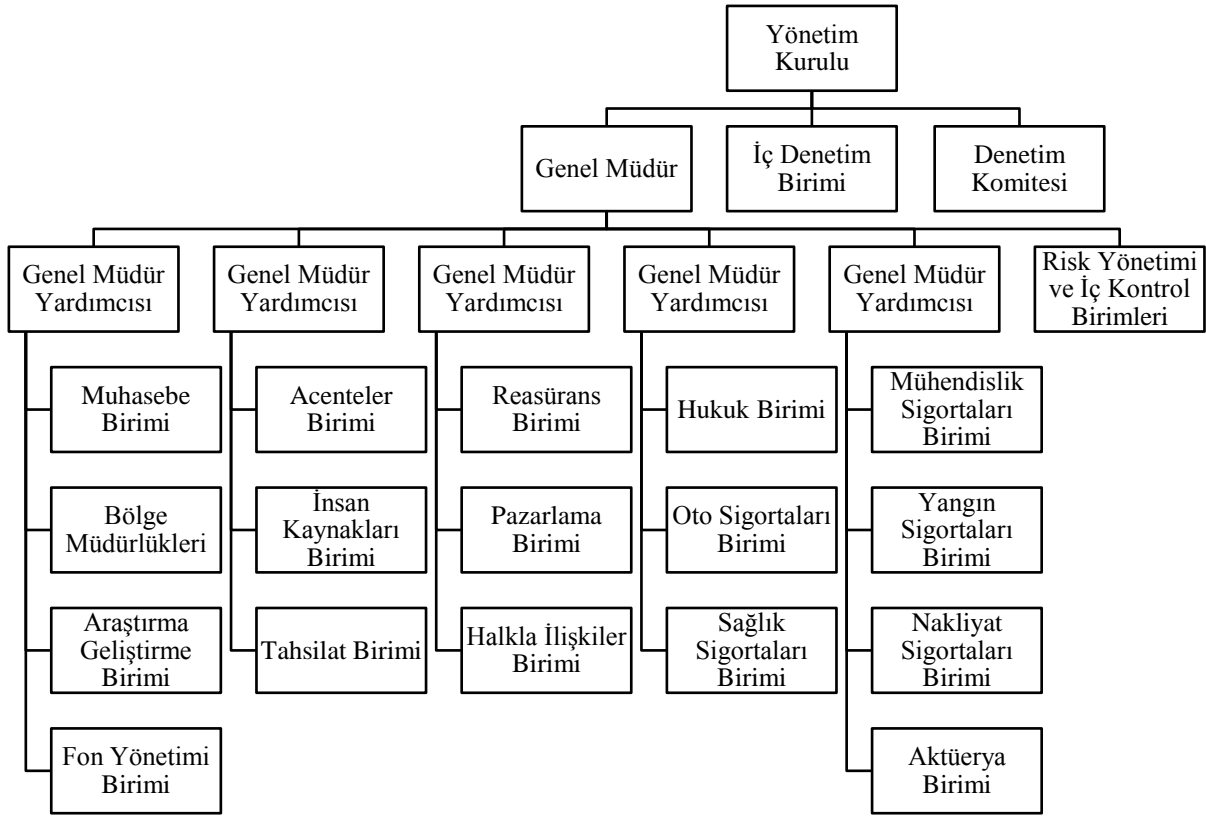 Yönetim
Kurulu
Genel Müdür
İç Denetim
Birimi
Denetim
Komitesi
Genel Müdür
Yardımcısı
Genel Müdür
Yardımcısı
Genel Müdür
Yardımcısı
Genel Müdür
Yardımcısı
Genel Müdür
Yardımcısı
Risk Yönetimi
ve İç Kontrol
Birimleri
Muhasebe
Birimi
Acenteler
Birimi
Reasürans
Birimi
Hukuk Birimi
Mühendislik
Sigortaları
Birimi
Bölge
Müdürlükleri
İnsan
Kaynakları
Birimi
Pazarlama
Birimi
Oto Sigortaları
Birimi
Yangın
Sigortaları
Birimi
Araştırma
Geliştirme
Birimi
Tahsilat Birimi
Halkla İlişkiler
Birimi
Sağlık
Sigortaları
Birimi
Nakliyat
Sigortaları
Birimi
Fon Yönetimi
Birimi
Aktüerya
Birimi